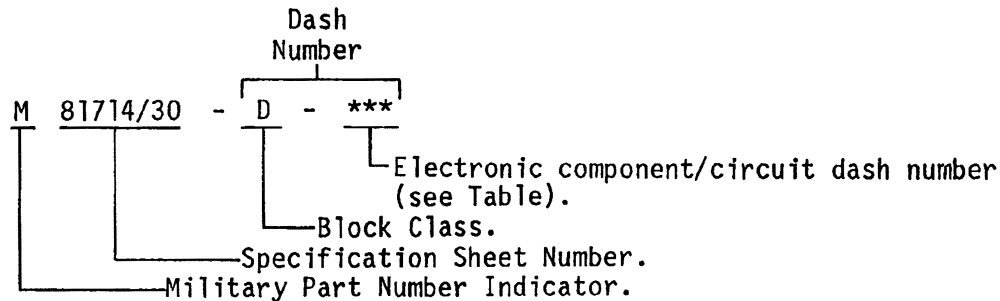 Dash
Number
M 81714/30 - D - ***
Electronic component/circuit dash number
(see Table).
Block Class.
Specification Sheet Number.
Military Part Number Indicator.